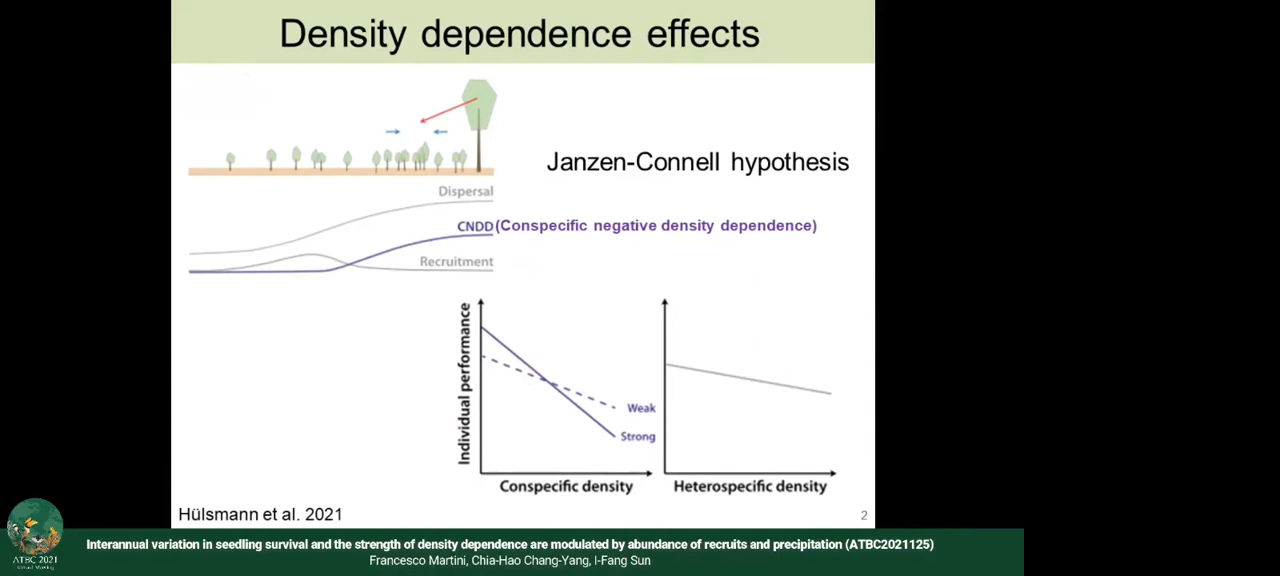 Density dependence effects
Janzen-Connell hypothesis
Dispersal
CNDD (Conspecific negative density dependence)
Recruitment
Individual performance
Weak
Strong
Conspecific density
Heterospecific density
Hülsmann et al. 2021
2
ATBC 2021
Interannual variation in seedling survival and the strength of density dependence are modulated by abundance of recruits and precipitation (ATBC2021125)
Francesco Martini, Chia-Hao Chang-Yang, I-Fang Sun